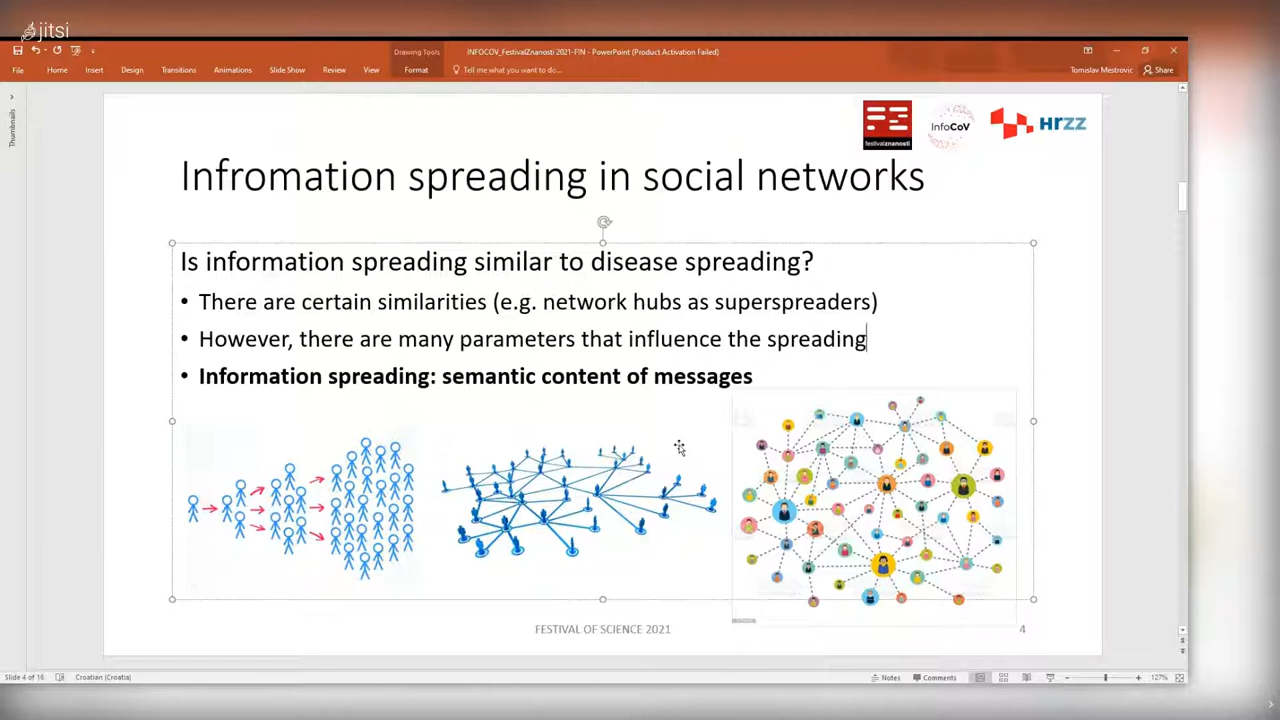 jitsi
INFOCOV_FestivalZnanosti 2021-FIN - PowerPoint (Product Activation Failed)
Drawing Tools
File Home Insert Design Transitions Animations Slide Show Review View Format Tell me what you want to do... Tomislav Mestrovic Share
Thumbnails
festivalznanosti
InfoCoV
HRZZ
Infromation spreading in social networks
Is information spreading similar to disease spreading?
• There are certain similarities (e.g. network hubs as superspreaders)
• However, there are many parameters that influence the spreading
• Information spreading: semantic content of messages
FESTIVAL OF SCIENCE 2021
4
Slide 4 of 16 Croatian (Croatia) Notes Comments 127%